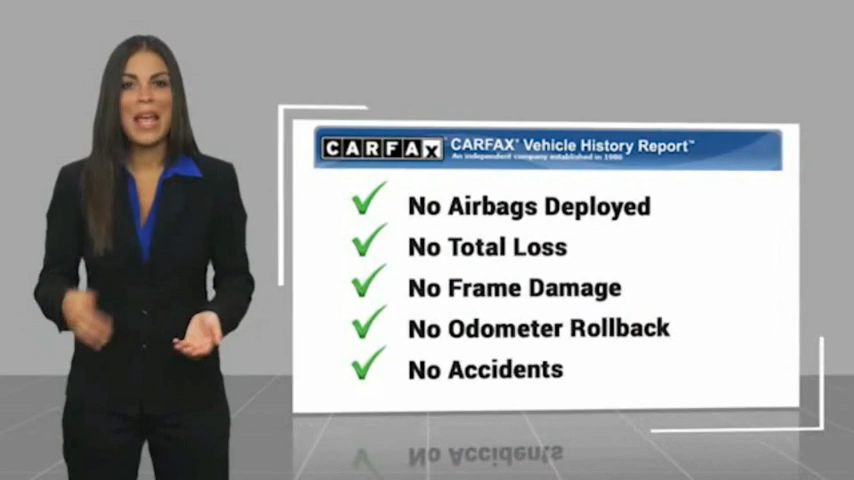 CARFAX CARFAX® Vehicle History Report™
An independent company established in 1986
No Airbags Deployed
No Total Loss
No Frame Damage
No Odometer Rollback
No Accidents
No Accidents